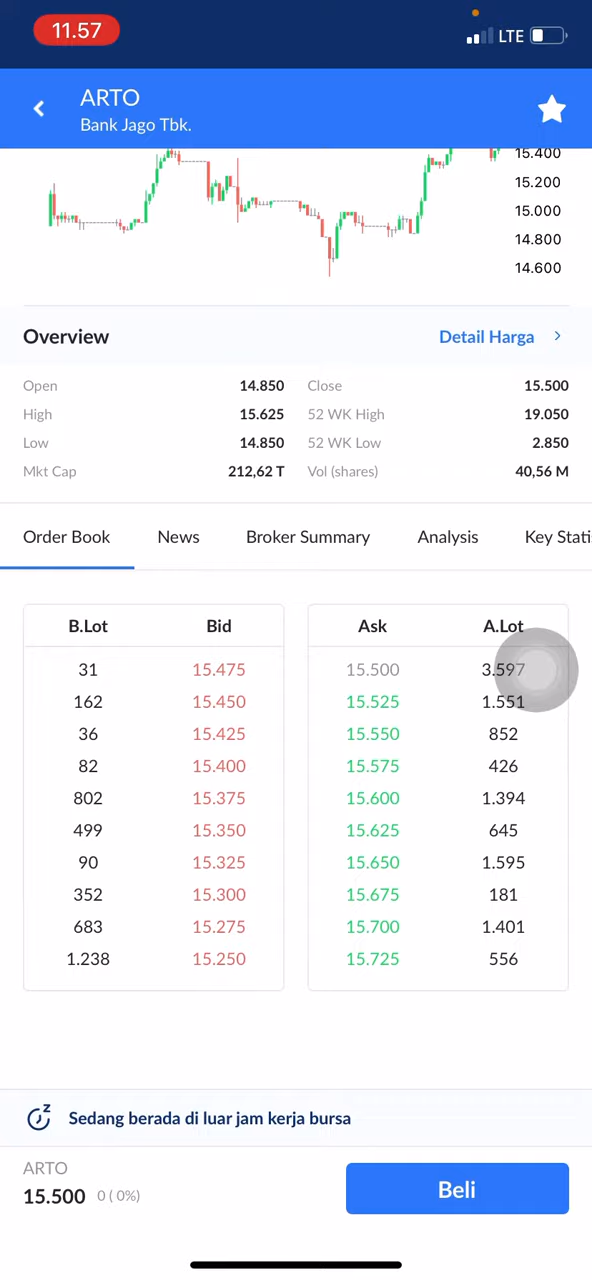 11.57
LTE
ARTO
Bank Jago Tbk.
15.400
15.200
15.000
14.800
14.600
Overview
Detail Harga
Open 14.850 Close 15.500
High 15.625 52 WK High 19.050
Low 14.850 52 WK Low 2.850
Mkt Cap 212,62 T Vol (shares) 40,56 M
Order Book News Broker Summary Analysis Key Stati
B.Lot Bid Ask A.Lot
31 15.475 15.500 3.597
162 15.450 15.525 1.551
36 15.425 15.550 852
82 15.400 15.575 426
802 15.375 15.600 1.394
499 15.350 15.625 645
90 15.325 15.650 1.595
352 15.300 15.675 181
683 15.275 15.700 1.401
1.238 15.250 15.725 556
Sedang berada di luar jam kerja bursa
ARTO
15.500 0 ( 0%)
Beli